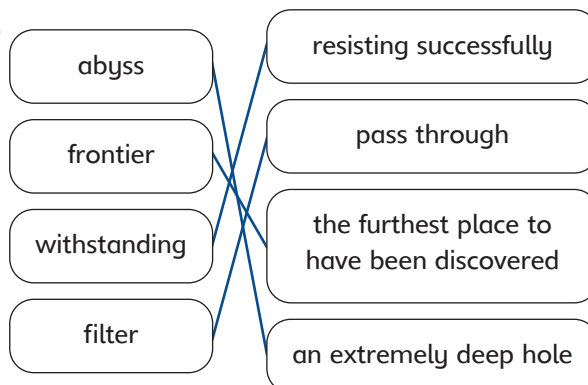 abyss
frontier
withstanding
filter
resisting successfully
pass through
the furthest place to
have been discovered
an extremely deep hole